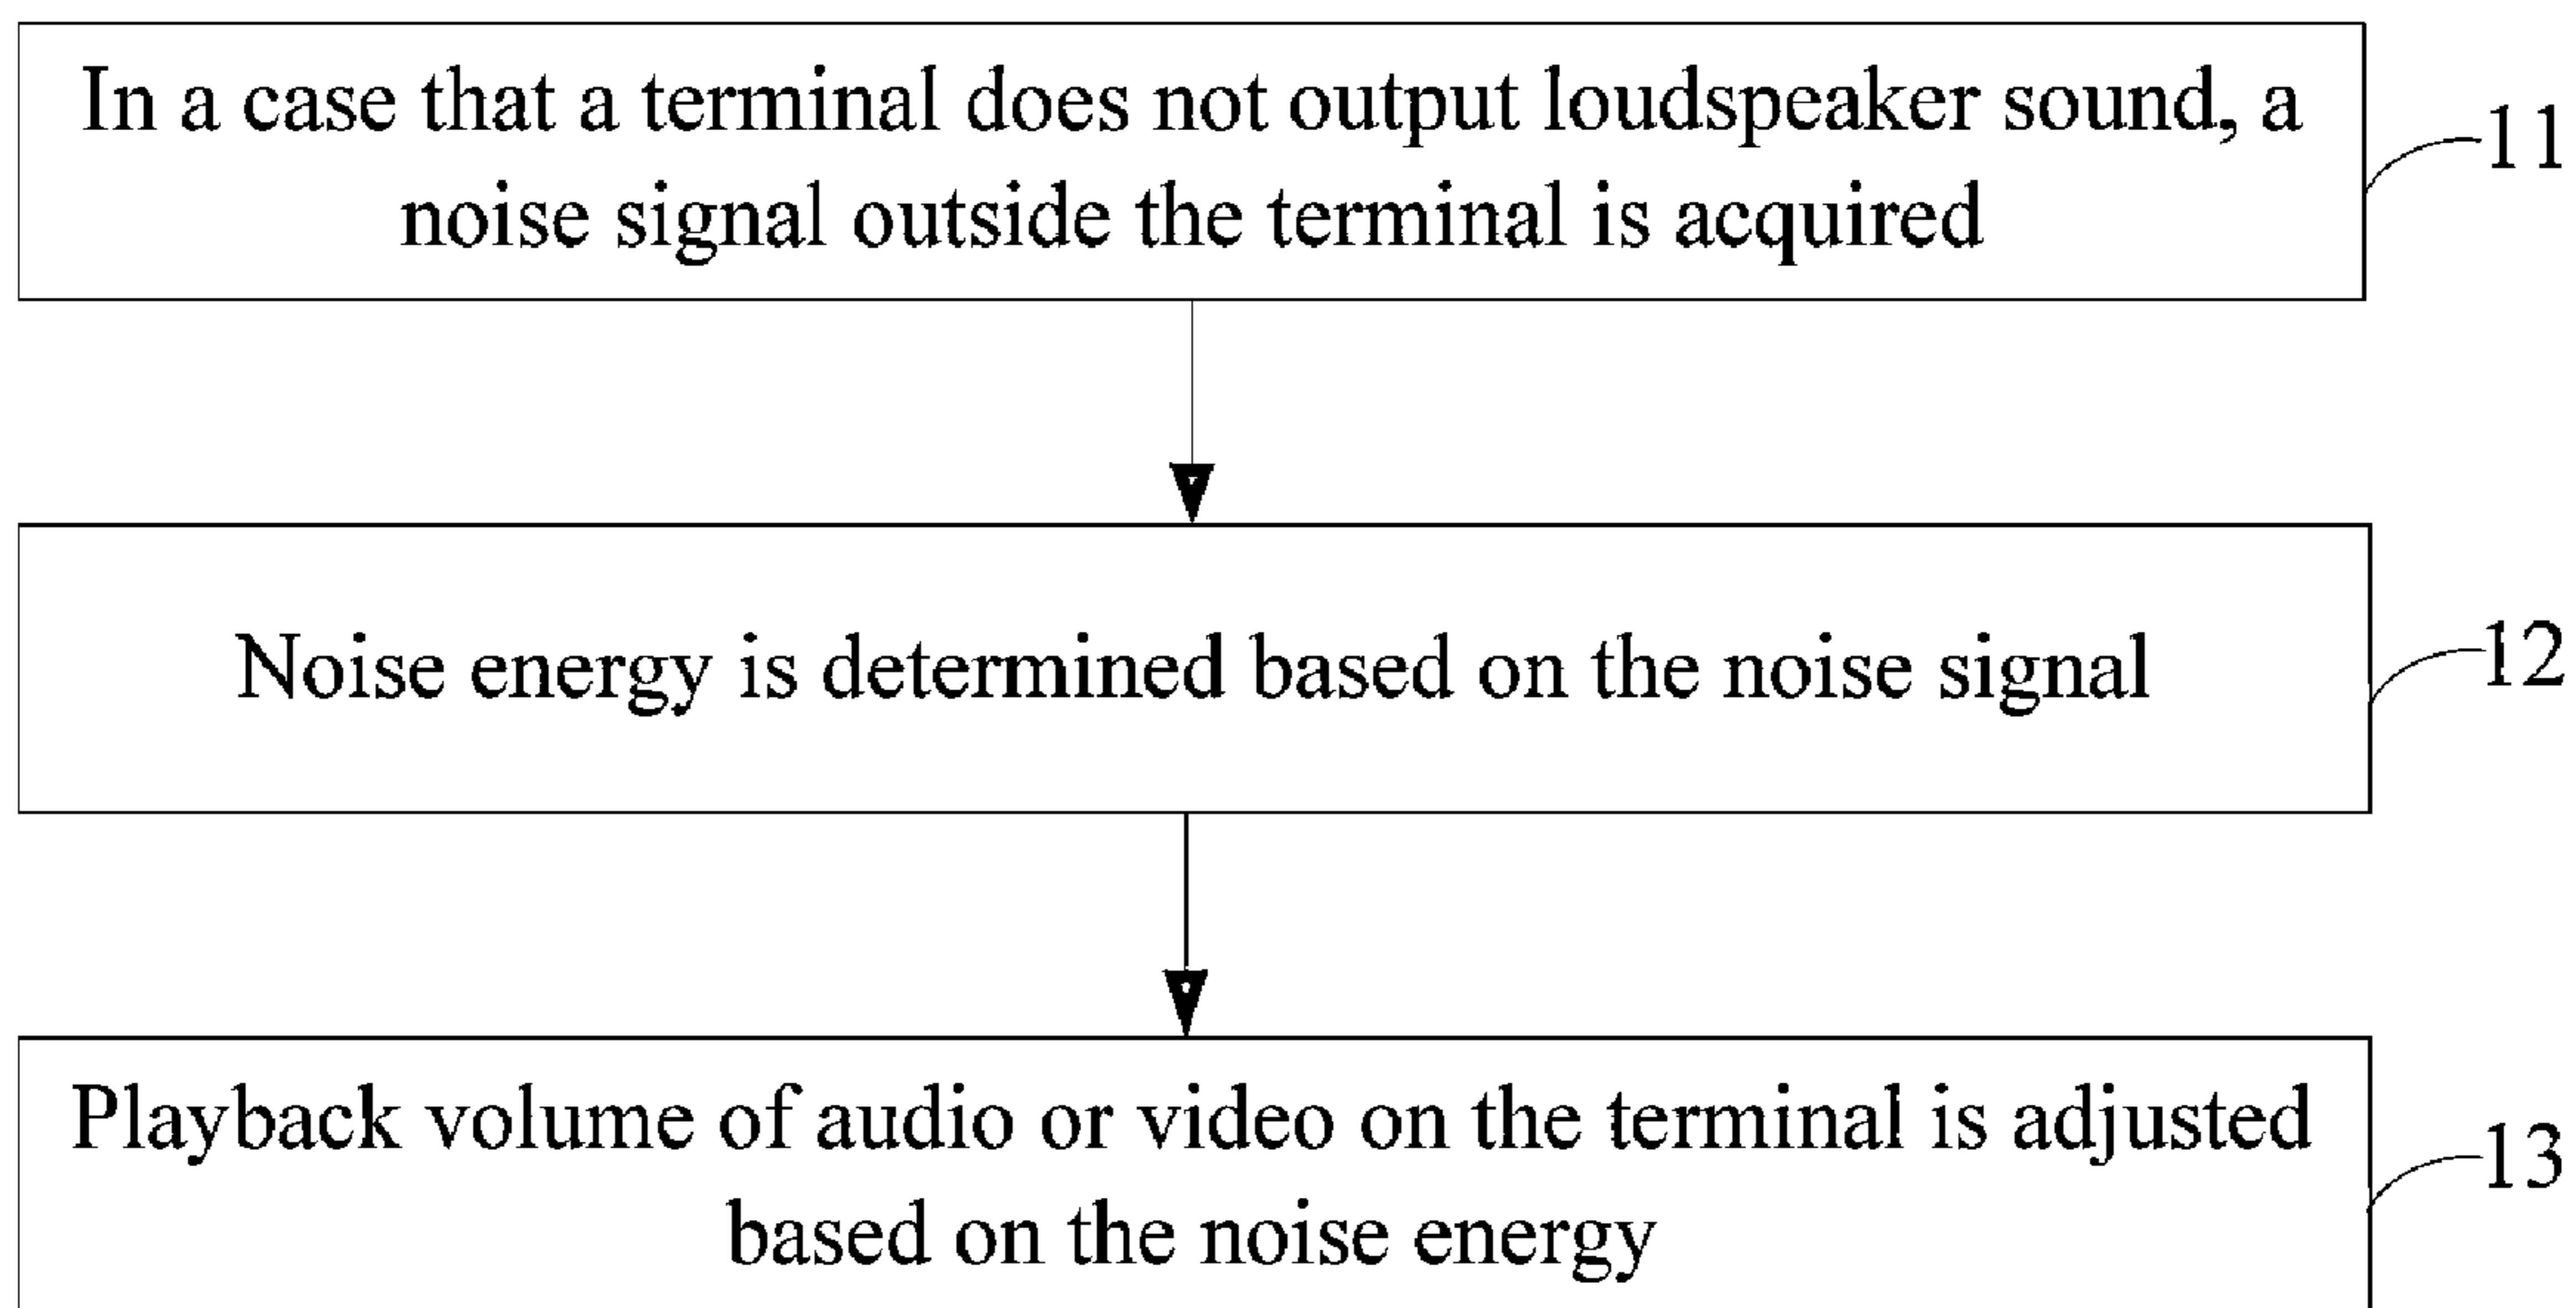 In a case that a terminal does not output loudspeaker sound, a
noise signal outside the terminal is acquired
11
Noise energy is determined based on the noise signal
12
Playback volume of audio or video on the terminal is adjusted
based on the noise energy
13